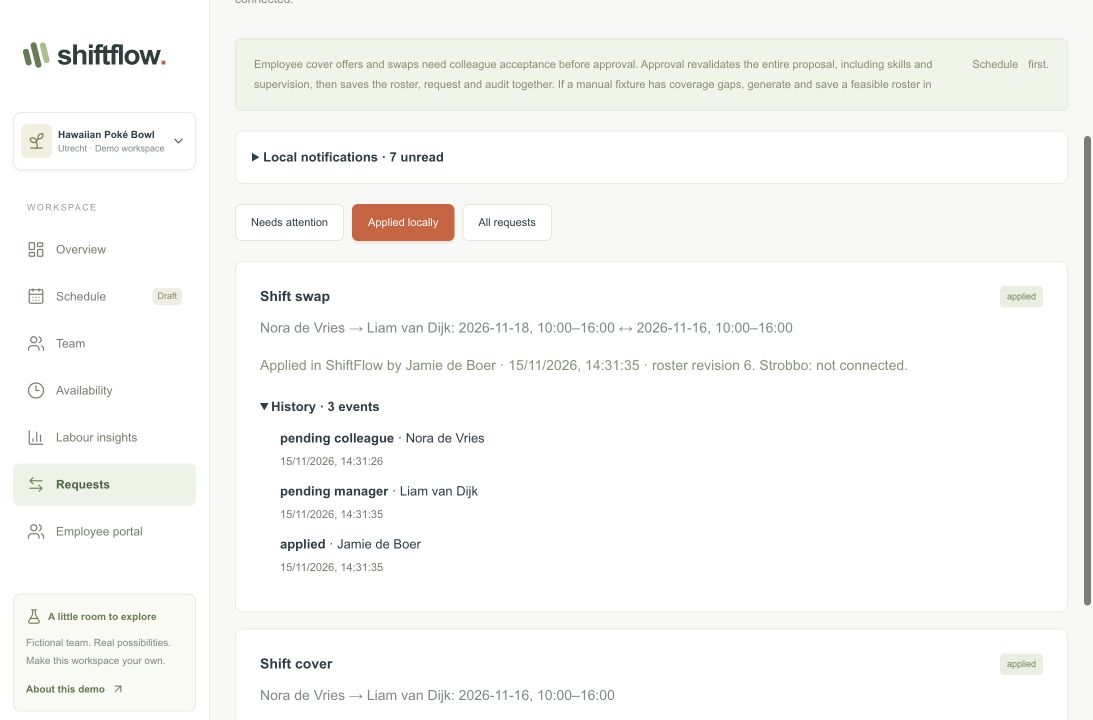 connected.
shiftflow.
Hawaiian Poké Bowl
Utrecht · Demo workspace
WORKSPACE
Overview
Schedule
Draft
Team
Availability
Labour insights
Requests
Employee portal
A little room to explore
Fictional team. Real possibilities.
Make this workspace your own.
About this demo
Employee cover offers and swaps need colleague acceptance before approval. Approval revalidates the entire proposal, including skills and
supervision, then saves the roster, request and audit together. If a manual fixture has coverage gaps, generate and save a feasible roster in
Schedule first.
Local notifications · 7 unread
Needs attention
Applied locally
All requests
Shift swap
applied
Nora de Vries → Liam van Dijk: 2026-11-18, 10:00–16:00 ↔ 2026-11-16, 10:00–16:00
Applied in ShiftFlow by Jamie de Boer · 15/11/2026, 14:31:35 · roster revision 6. Strobbo: not connected.
History · 3 events
pending colleague · Nora de Vries
15/11/2026, 14:31:26
pending manager · Liam van Dijk
15/11/2026, 14:31:35
applied · Jamie de Boer
15/11/2026, 14:31:35
Shift cover
applied
Nora de Vries → Liam van Dijk: 2026-11-16, 10:00–16:00